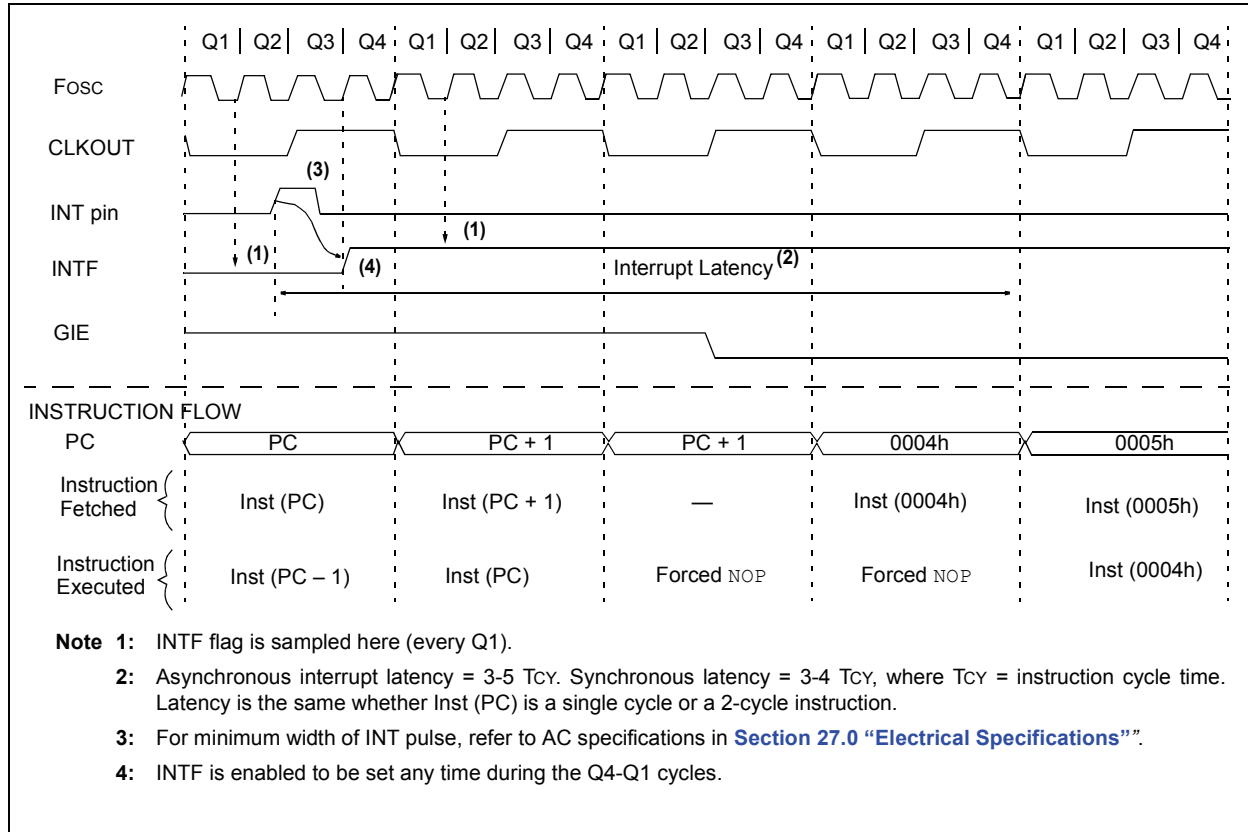 Q1 | Q2 | Q3 | Q4 Q1 | Q2 | Q3 | Q4 Q1 | Q2 | Q3 | Q4 Q1 | Q2 | Q3 | Q4 Q1 | Q2 | Q3 | Q4
FOSC
CLKOUT
(3)
INT pin
(1) (1)
INTF (4) Interrupt Latency (2)
GIE
INSTRUCTION FLOW
PC PC PC + 1 PC + 1 0004h 0005h
Instruction
Fetched Inst (PC) Inst (PC + 1) — Inst (0004h) Inst (0005h)
Instruction
Executed Inst (PC – 1) Inst (PC) Forced NOP Forced NOP Inst (0004h)
Note 1: INTF flag is sampled here (every Q1).
2: Asynchronous interrupt latency = 3-5 TCY. Synchronous latency = 3-4 TCY, where TCY = instruction cycle time.
Latency is the same whether Inst (PC) is a single cycle or a 2-cycle instruction.
3: For minimum width of INT pulse, refer to AC specifications in Section 27.0 “Electrical Specifications””.
4: INTF is enabled to be set any time during the Q4-Q1 cycles.